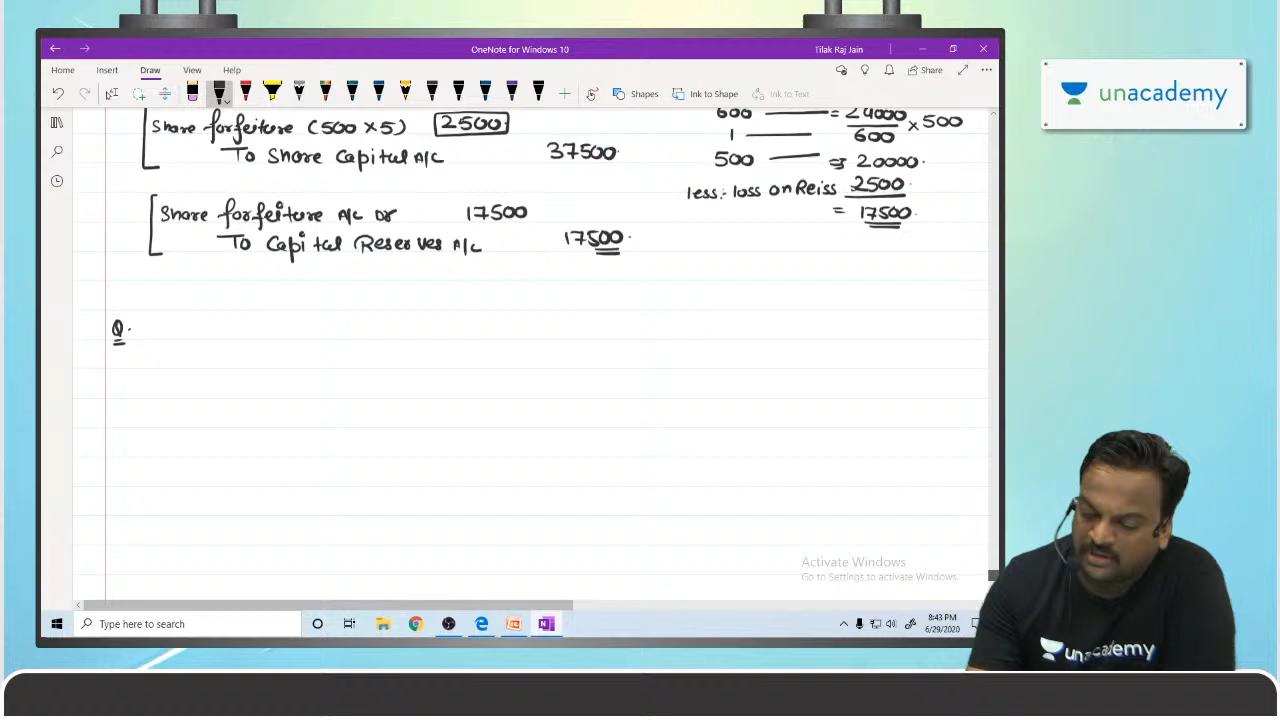 OneNote for Windows 10
Tilak Raj Jain
Home Insert Draw View Help
Share
Shapes
Ink to Shape
Ink to Text
unacademy
Share forfeiture (500 × 5) 2500
To Share Capital A/C 37500
Share forfeiture A/C Dr 17500
To Capital Reserves A/C 17500
600 = 24000 / 600 × 500
1
500 ⇒ 20000
less:- loss on Reiss 2500
= 17500
Q.
Activate Windows
Go to Settings to activate Windows.
Type here to search
8:43 PM
6/29/2020
unacademy